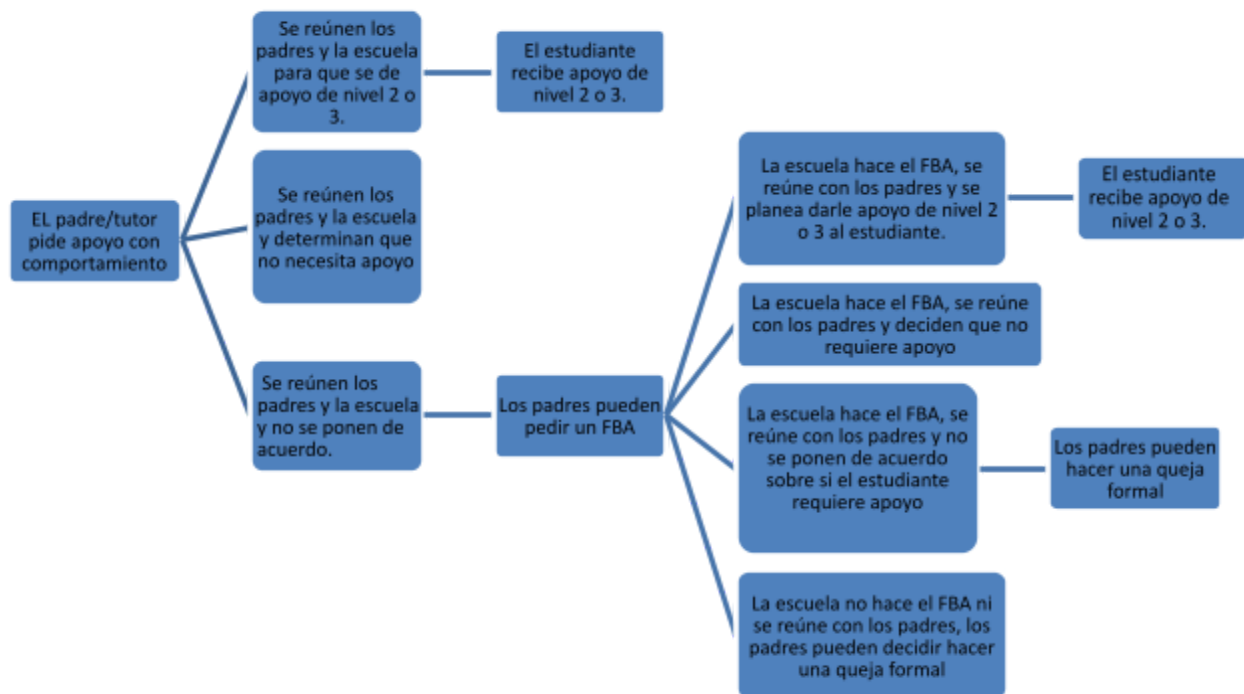 Se reúnen los
padres y la escuela
para que se de
apoyo de nivel 2 o
3.
El estudiante
recibe apoyo de
nivel 2 o 3.
EL padre/tutor
pide apoyo con
comportamiento
Se reúnen los
padres y la escuela
y determinan que
no necesita apoyo
Se reúnen los
padres y la escuela
y no se ponen de
acuerdo.
Los padres pueden
pedir un FBA
La escuela hace el FBA, se
reúne con los padres y se
planea darle apoyo de nivel 2
o 3 al estudiante.
El estudiante
recibe apoyo de
nivel 2 o 3.
La escuela hace el FBA, se reúne
con los padres y deciden que no
requiere apoyo
La escuela hace el FBA, se
reúne con los padres y no
se ponen de acuerdo
sobre si el estudiante
requiere apoyo
Los padres pueden
hacer una queja
formal
La escuela no hace el FBA ni
se reúne con los padres, los
padres pueden decidir hacer
una queja formal